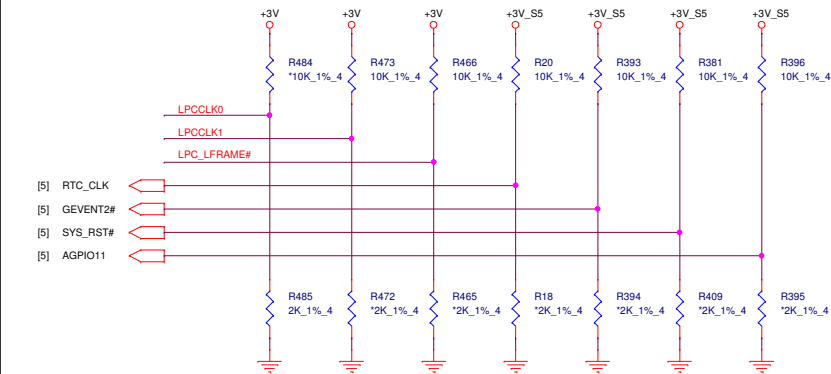 +3V +3V +3V +3V_S5 +3V_S5 +3V_S5 +3V_S5
R484 R473 R466 R20 R393 R381 R396
*10K_1%_4 10K_1%_4 10K_1%_4 10K_1%_4 10K_1%_4 10K_1%_4 10K_1%_4
LPCCLK0
LPCCLK1
LPC_LFRAME#
[5] RTC_CLK
[5] GEVENT2#
[5] SYS_RST#
[5] AGPIO11
R485 R472 R465 R18 R394 R409 R395
2K_1%_4 *2K_1%_4 *2K_1%_4 *2K_1%_4 *2K_1%_4 *2K_1%_4 *2K_1%_4